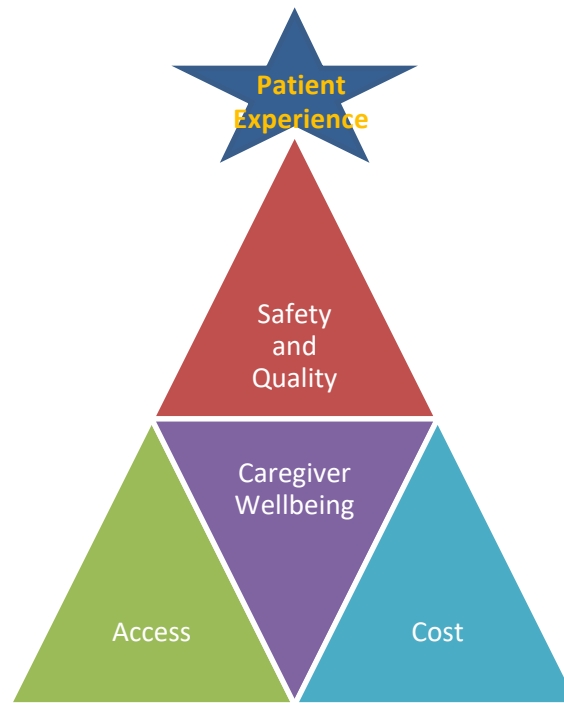 Patient
Experience
Safety
and
Quality
Caregiver
Wellbeing
Access
Cost